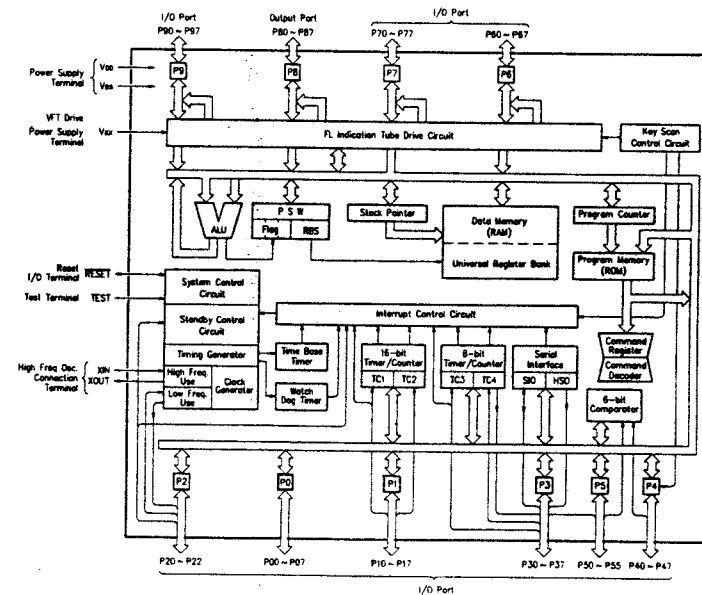 I/O Port
P90 ~ P97
Output Port
P80 ~ P87
I/O Port
P70 ~ P77
P60 ~ P67
Power Supply
Terminal
VDD
VSS
P9
P8
P7
P6
VFT Drive
Power Supply
Terminal
VKK
FL Indication Tube Drive Circuit
Key Scan
Control Circuit
ALU
P S W
Flag
RBS
Stack Pointer
Data Memory
(RAM)
Universal Register Bank
Program Counter
Program Memory
(ROM)
Reset
I/O Terminal
RESET
Test Terminal
TEST
System Control
Circuit
Standby Control
Circuit
Timing Generator
High Freq.
Use
Low Freq.
Use
Clock
Generator
High Freq. Osc.
Connection
Terminal
XIN
XOUT
Interrupt Control Circuit
Time Base
Timer
Watch
Dog Timer
16-bit
Timer/Counter
TC1
TC2
8-bit
Timer/Counter
TC3
TC4
Serial
Interface
SIO
HSO
Command
Register
Command
Decoder
6-bit
Comparator
P2
P0
P1
P3
P5
P4
P20 ~ P22
P00 ~ P07
P10 ~ P17
P30 ~ P37
P50 ~ P55
P40 ~ P47
I/O Port